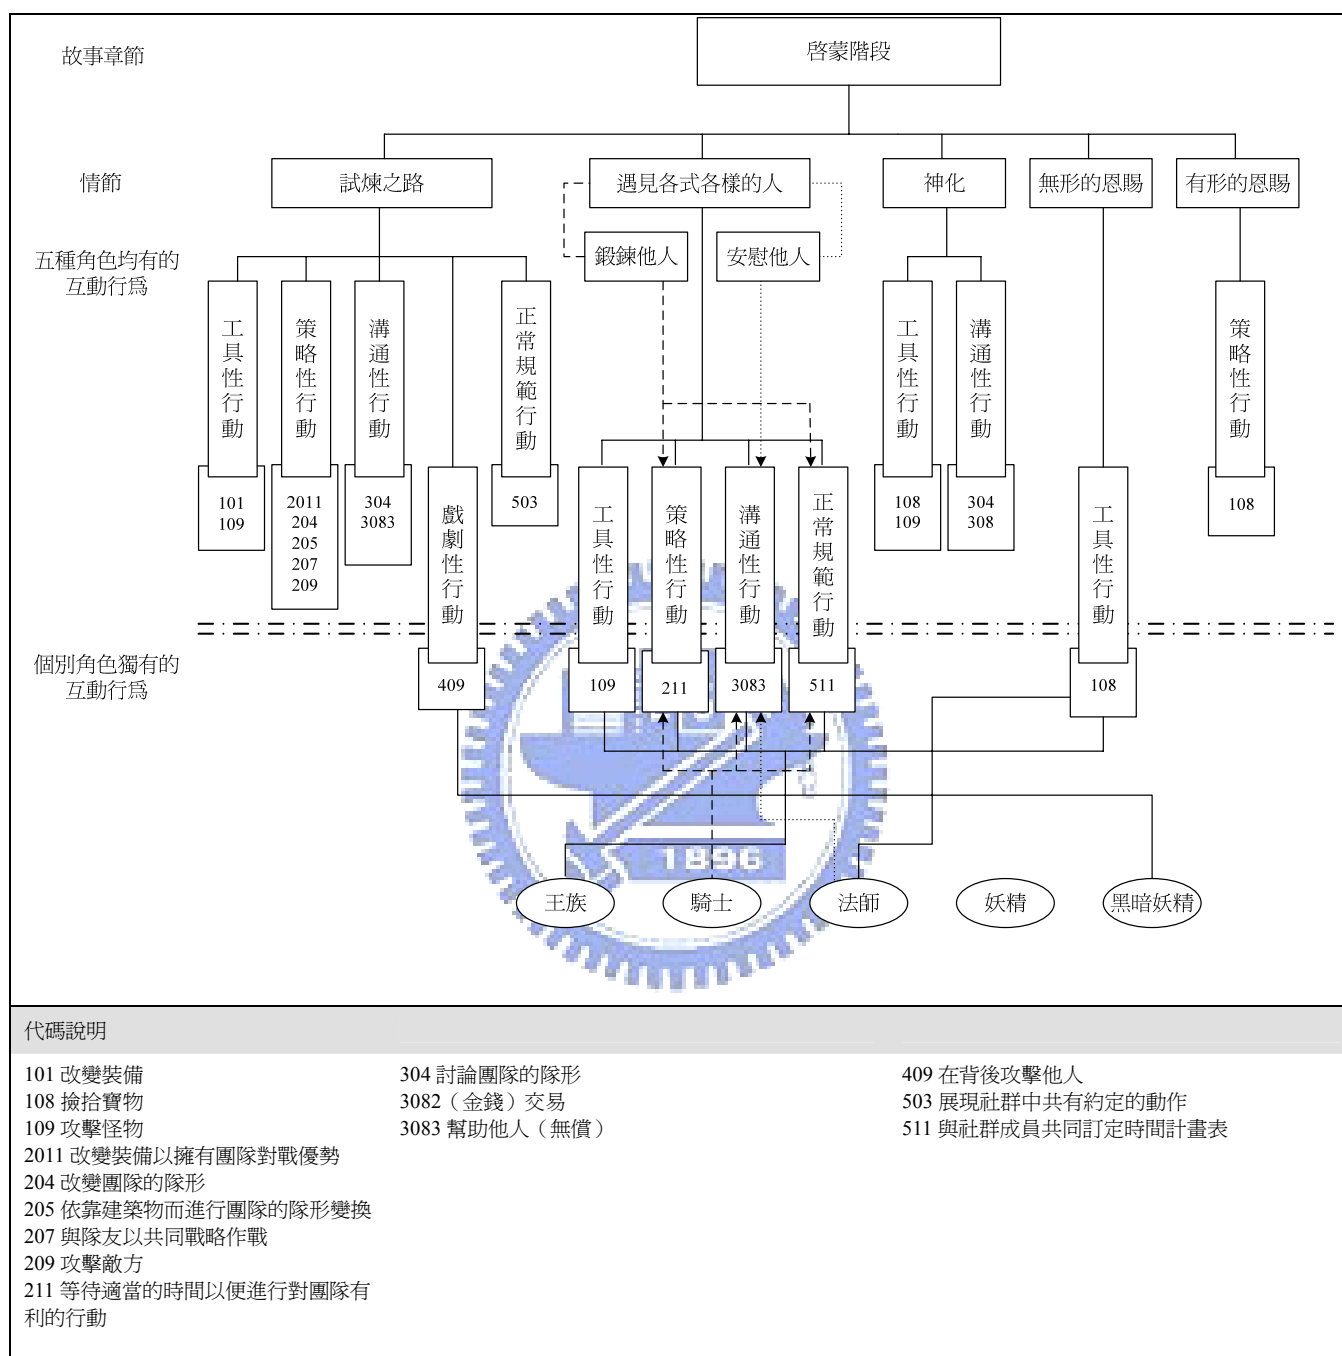 故事章節
啓蒙階段
情節
試煉之路
遇見各式各樣的人
神化
無形的恩賜
有形的恩賜
五種角色均有的
互動行爲
鍛鍊他人
安慰他人
工具性行動
策略性行動
溝通性行動
正常規範行動
工具性行動
溝通性行動
策略性行動
101
109
2011
204
205
207
209
304
3083
503
108
109
304
308
108
戲劇性行動
工具性行動
策略性行動
溝通性行動
正常規範行動
工具性行動
個別角色獨有的
互動行爲
409
109
211
3083
511
108
1896
王族
騎士
法師
妖精
黑暗妖精
代碼說明
101 改變裝備
108 撿拾寶物
109 攻擊怪物
2011 改變裝備以擁有團隊對戰優勢
204 改變團隊的隊形
205 依靠建築物而進行團隊的隊形變換
207 與隊友以共同戰略作戰
209 攻擊敵方
211 等待適當的時間以便進行對團隊有
利的行動
304 討論團隊的隊形
3082（金錢）交易
3083 幫助他人（無償）
409 在背後攻擊他人
503 展現社群中共有約定的動作
511 與社群成員共同訂定時間計畫表